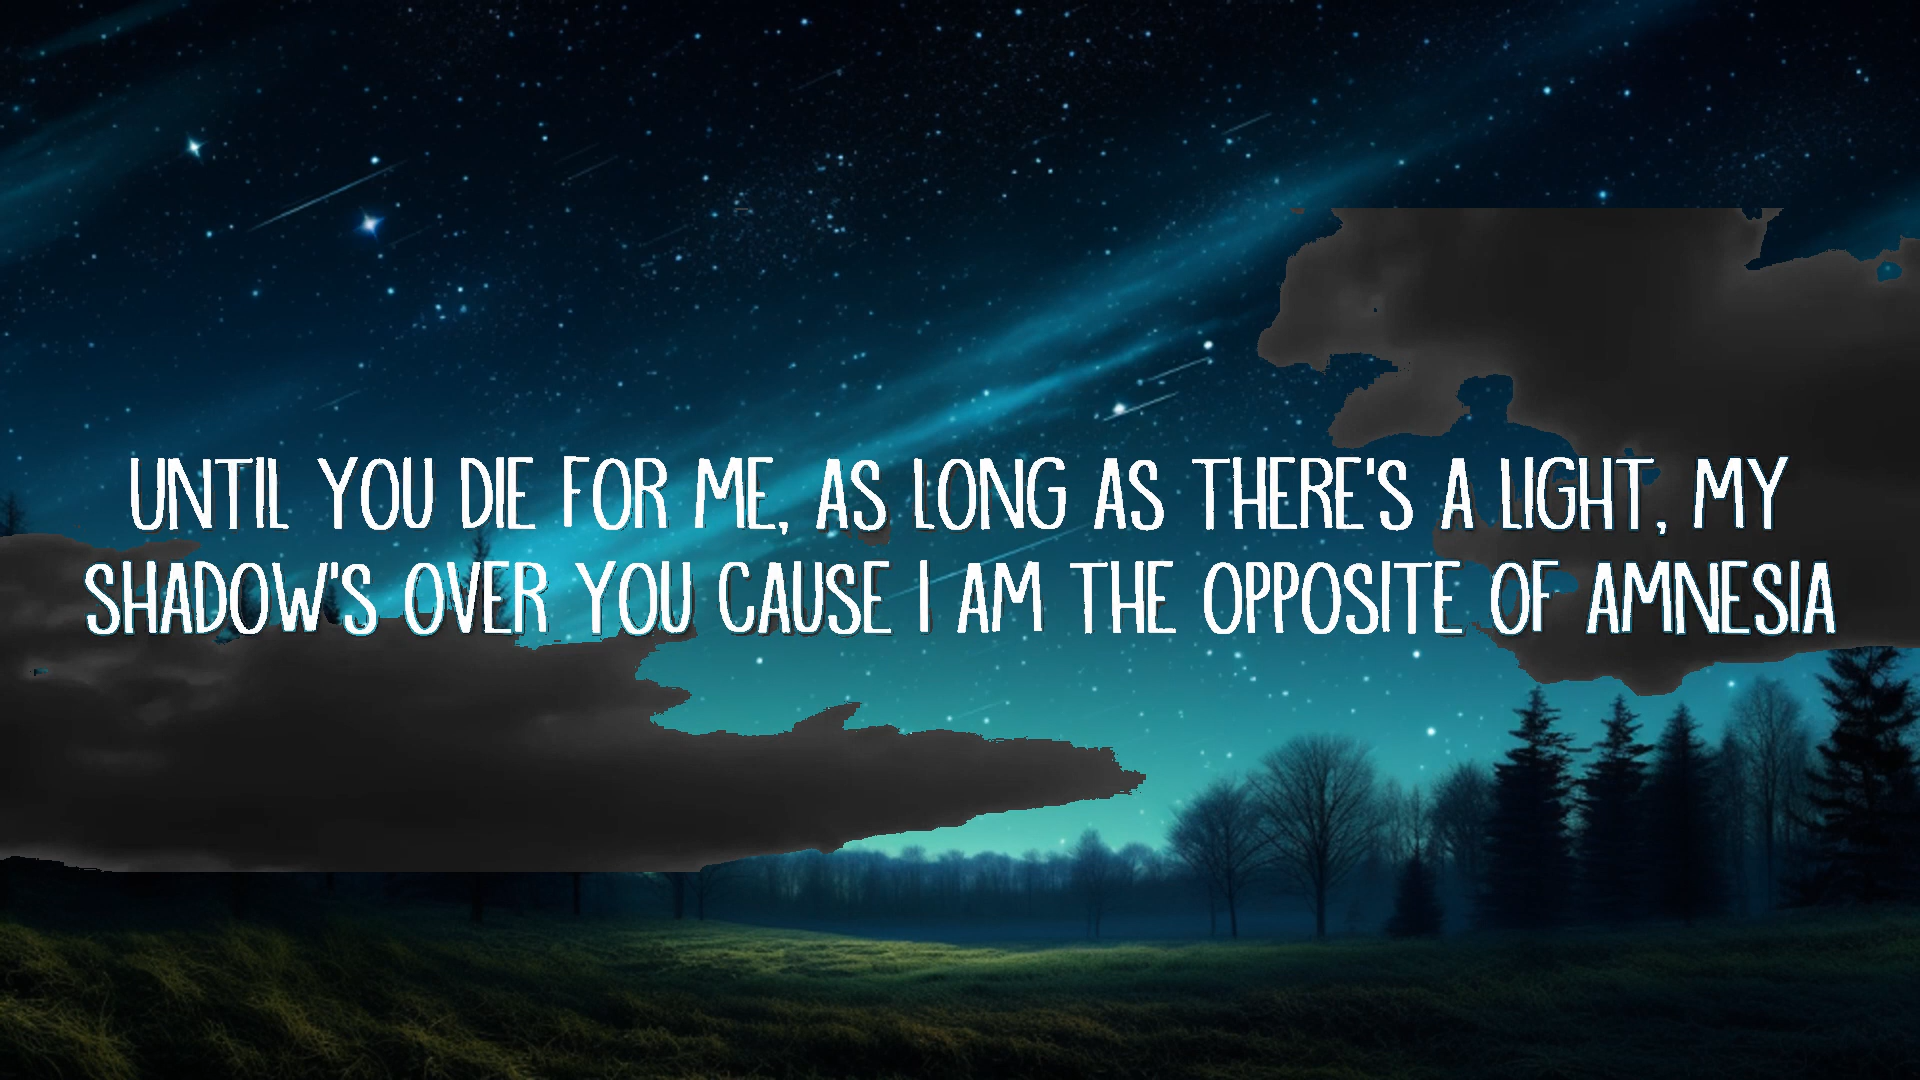 UNTIL YOU DIE FOR ME, AS LONG AS THERE'S A LIGHT, MY
SHADOW'S OVER YOU CAUSE I AM THE OPPOSITE OF AMNESIA